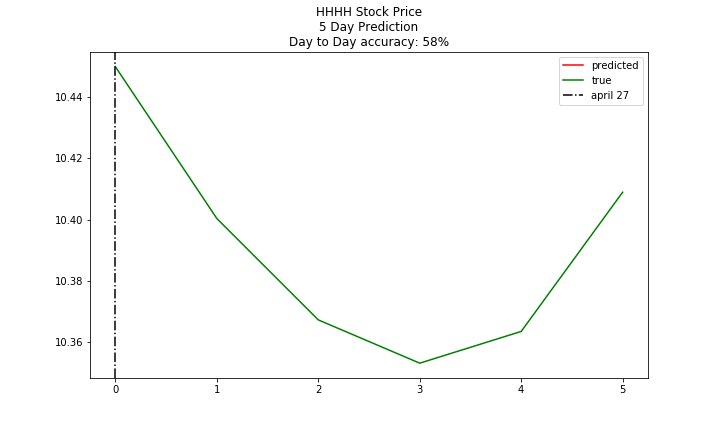 HHHH Stock Price
5 Day Prediction
Day to Day accuracy: 58%
predicted
true
april 27
10.44
10.42
10.40
10.38
10.36
0 1 2 3 4 5